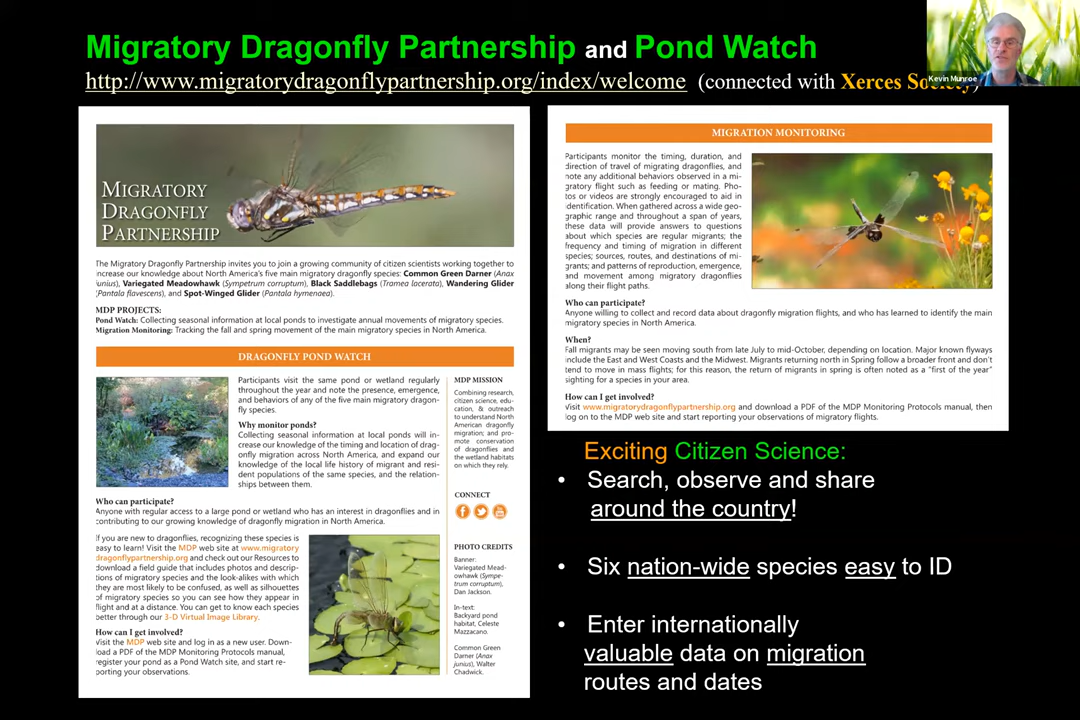 Migratory Dragonfly Partnership and Pond Watch
http://www.migratorydragonflypartnership.org/index/welcome (connected with Xerces Society)
Kevin Munroe
MIGRATORY
DRAGONFLY
PARTNERSHIP
The Migratory Dragonfly Partnership invites you to join a growing community of citizen scientists working together to
increase our knowledge about North America's five main migratory dragonfly species: Common Green Darner (Anax
junius), Variegated Meadowhawk (Sympetrum corruptum), Black Saddlebags (Tramea lacerata), Wandering Glider
(Pantala flavescens), and Spot-Winged Glider (Pantala hymenaea).
MDP PROJECTS:
Pond Watch: Collecting seasonal information at local ponds to investigate annual movements of migratory species.
Migration Monitoring: Tracking the fall and spring movement of the main migratory species in North America.
DRAGONFLY POND WATCH
Participants visit the same pond or wetland regularly
throughout the year and note the presence, emergence,
and behaviors of any of the five main migratory dragon-
fly species.
Why monitor ponds?
Collecting seasonal information at local ponds will in-
crease our knowledge of the timing and location of drag-
onfly migration across North America, and expand our
knowledge of the local life history of migrant and resi-
dent populations of the same species, and the relation-
ships between them.
Who can participate?
Anyone with regular access to a large pond or wetland who has an interest in dragonflies and in
contributing to our growing knowledge of dragonfly migration in North America.
If you are new to dragonflies, recognizing these species is
easy to learn! Visit the MDP web site at www.migratory
dragonflypartnership.org and check out our Resources to
download a field guide that includes photos and descrip-
tions of migratory species and the look-alikes with which
they are most likely to be confused, as well as silhouettes
of migratory species so you can see how they appear in
flight and at a distance. You can get to know each species
better through our 3-D Virtual Image Library.
How can I get involved?
Visit the MDP web site and log in as a new user. Down-
load a PDF of the MDP Monitoring Protocols manual,
register your pond as a Pond Watch site, and start re-
porting your observations.
MDP MISSION
Combining research,
citizen science, edu-
cation, & outreach
to understand North
American dragonfly
migration; and pro-
mote conservation
of dragonflies and
the wetland habitats
on which they rely.
CONNECT
PHOTO CREDITS
Banner:
Variegated Mead-
owhawk (Sympe-
trum corruptum),
Dan Jackson.
In-text:
Backyard pond
habitat, Celeste
Mazzacano.
Common Green
Darner (Anax
junius), Walter
Chadwick.
MIGRATION MONITORING
Participants monitor the timing, duration, and
direction of travel of migrating dragonflies, and
note any additional behaviors observed in a mi-
gratory flight such as feeding or mating. Pho-
tos or videos are strongly encouraged to aid in
identification. When gathered across a wide geo-
graphic range and throughout a span of years,
these data will provide answers to questions
about which species are regular migrants; the
frequency and timing of migration in different
species; sources, routes, and destinations of mi-
grants; and patterns of reproduction, emergence,
and movement among migratory dragonflies
along their flight paths.
Who can participate?
Anyone willing to collect and record data about dragonfly migration flights, and who has learned to identify the main
migratory species in North America.
When?
Fall migrants may be seen moving south from late July to mid-October, depending on location. Major known flyways
include the East and West Coasts and the Midwest. Migrants returning north in Spring follow a broader front and don't
tend to move in mass flights; for this reason, the return of migrants in spring is often noted as a "first of the year"
sighting for a species in your area.
How can I get involved?
Visit www.migratorydragonflypartnership.org and download a PDF of the MDP Monitoring Protocols manual, then
log on to the MDP web site and start reporting your observations of migratory flights.
Exciting Citizen Science:
• Search, observe and share
around the country!
• Six nation-wide species easy to ID
• Enter internationally
valuable data on migration
routes and dates